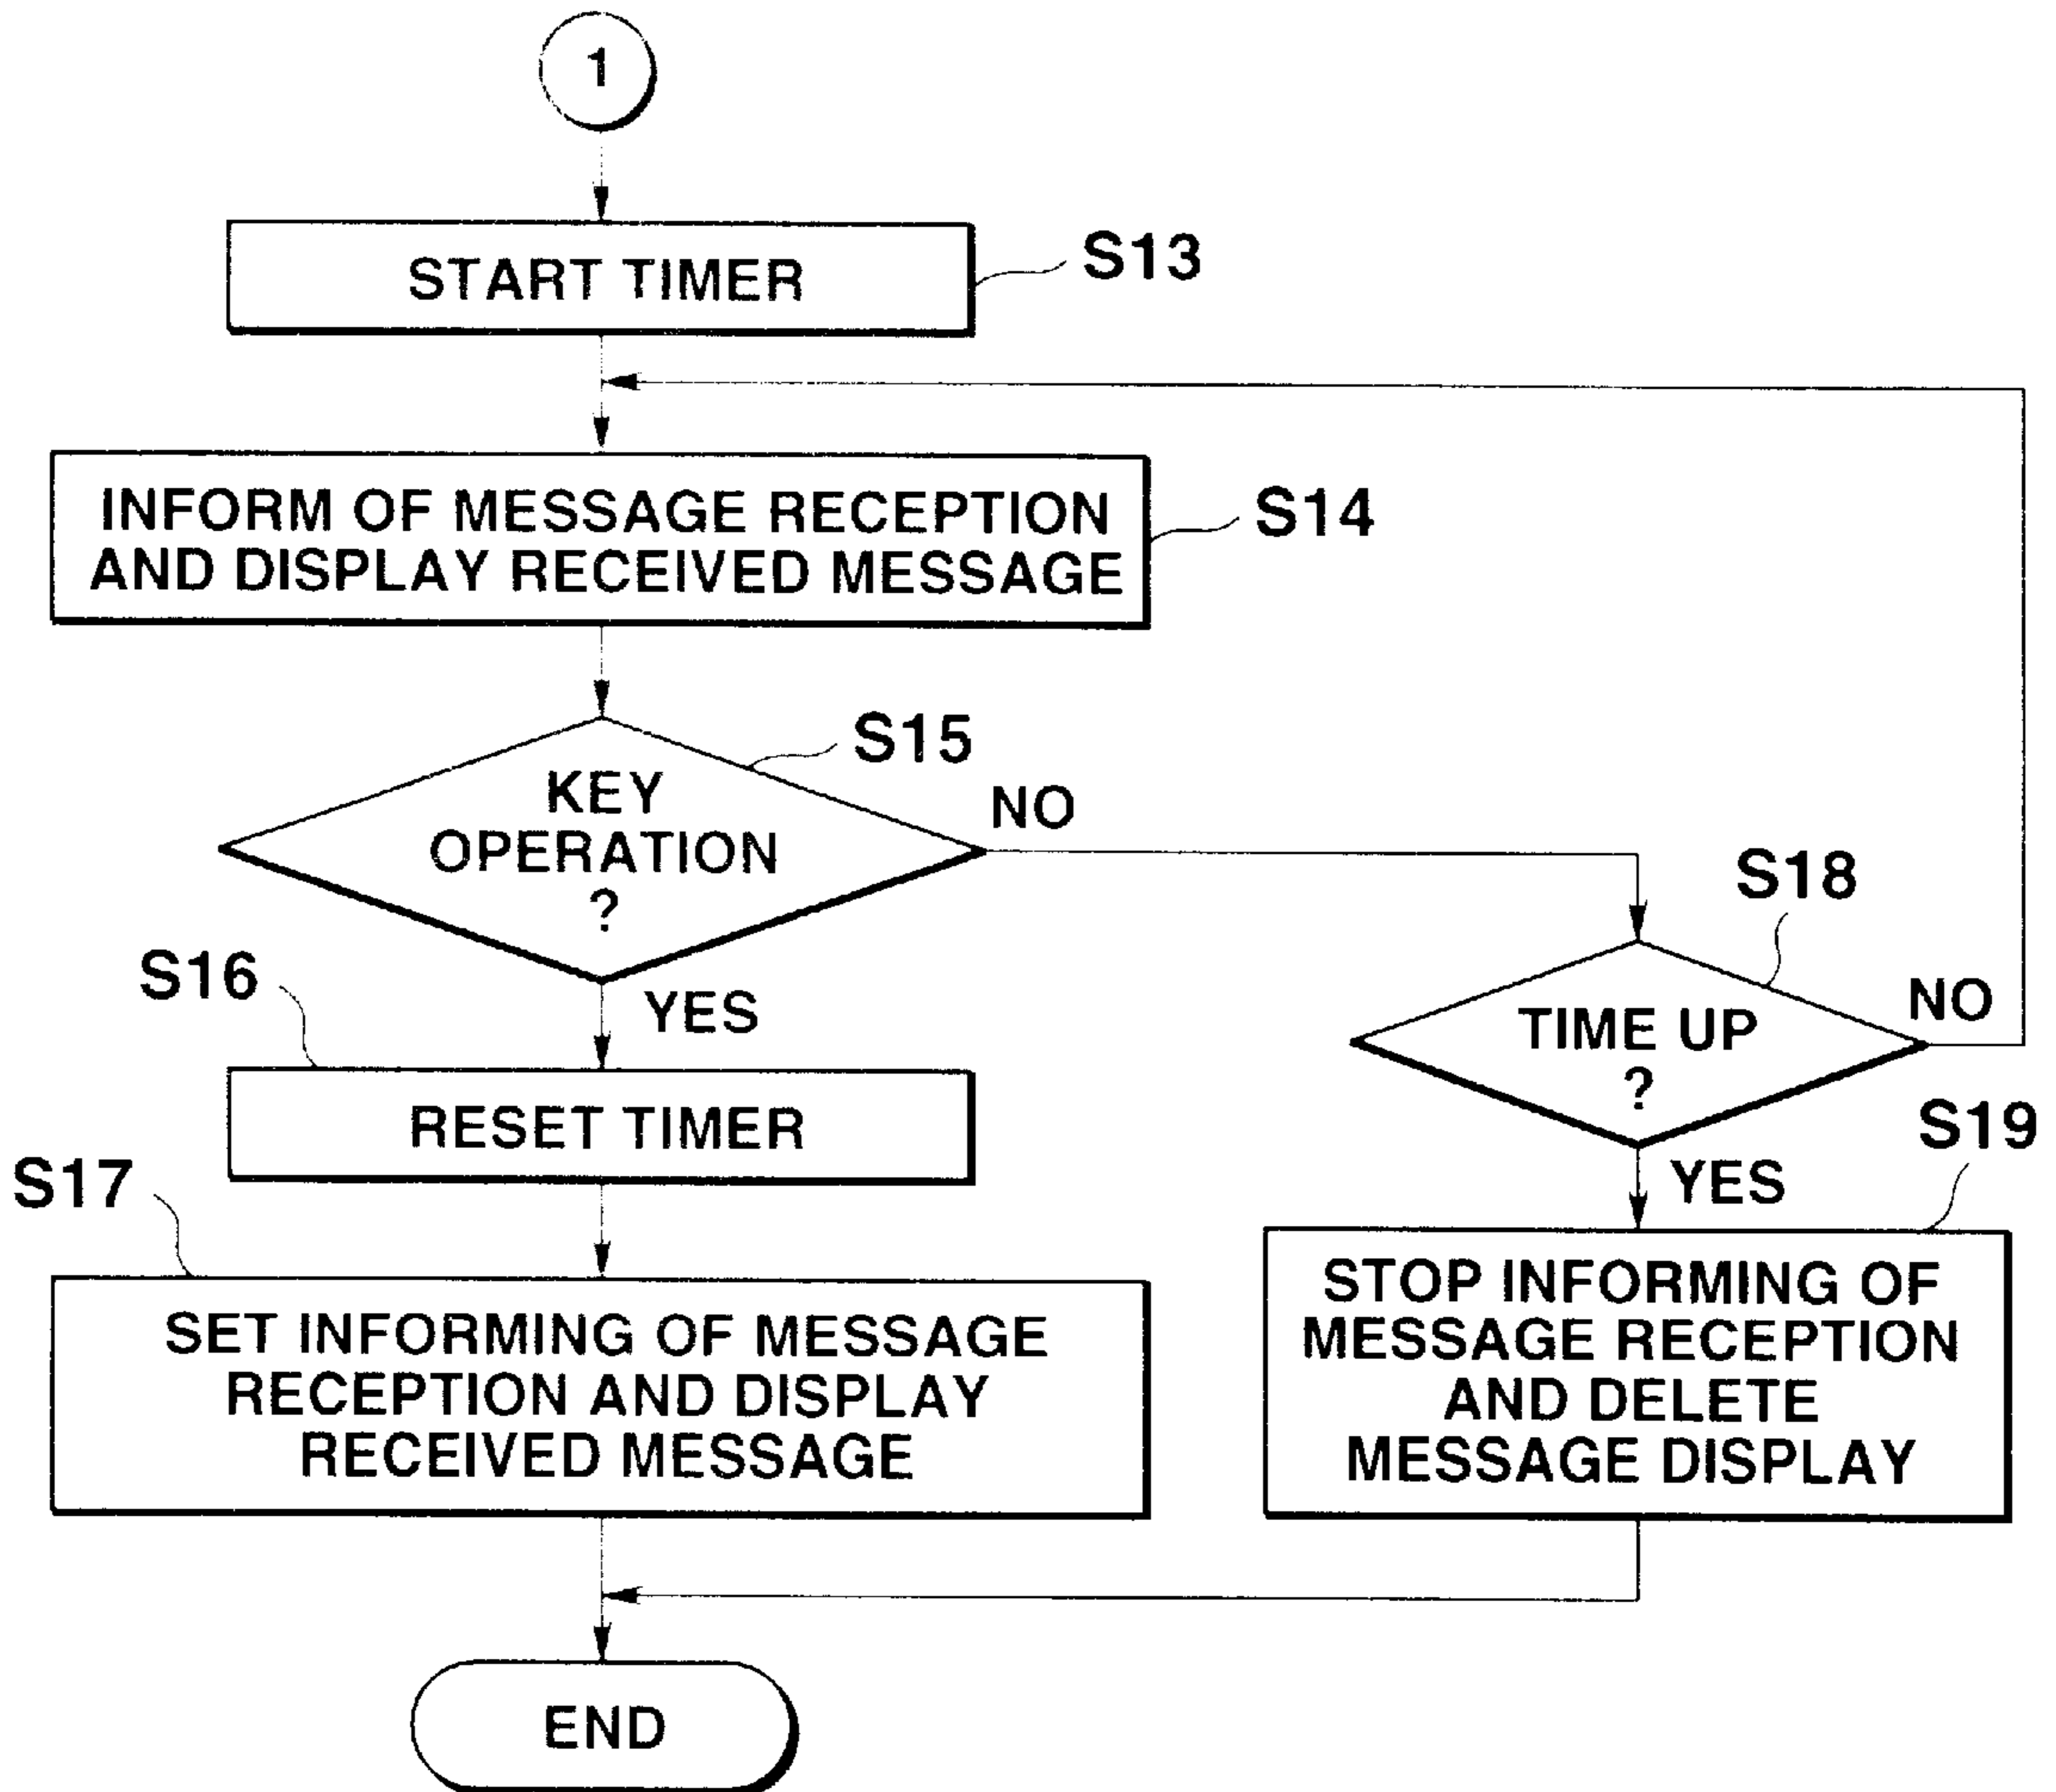 1
START TIMER
S13
INFORM OF MESSAGE RECEPTION
AND DISPLAY RECEIVED MESSAGE
S14
KEY
OPERATION
?
S15
NO
YES
S16
RESET TIMER
S17
SET INFORMING OF MESSAGE
RECEPTION AND DISPLAY
RECEIVED MESSAGE
S18
TIME UP
?
NO
YES
S19
STOP INFORMING OF
MESSAGE RECEPTION
AND DELETE
MESSAGE DISPLAY
END